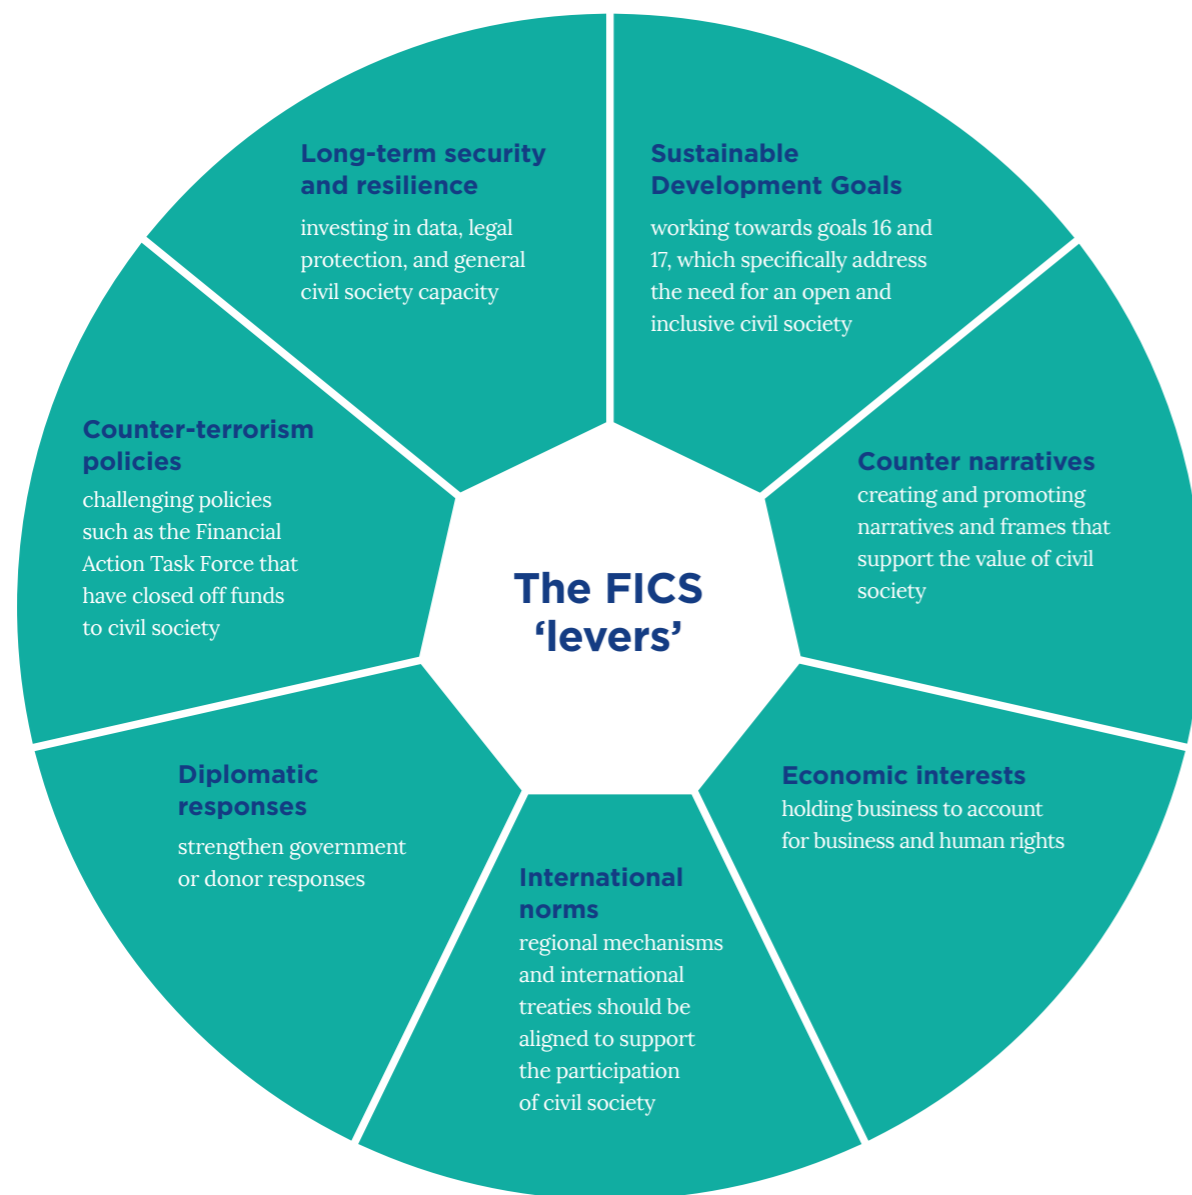 The FICS
‘levers’
Sustainable
Development Goals
working towards goals 16 and
17, which specifically address
the need for an open and
inclusive civil society
Counter narratives
creating and promoting
narratives and frames that
support the value of civil
society
Economic interests
holding business to account
for business and human rights
International
norms
regional mechanisms
and international
treaties should be
aligned to support
the participation
of civil society
Diplomatic
responses
strengthen government
or donor responses
Counter-terrorism
policies
challenging policies
such as the Financial
Action Task Force that
have closed off funds
to civil society
Long-term security
and resilience
investing in data, legal
protection, and general
civil society capacity